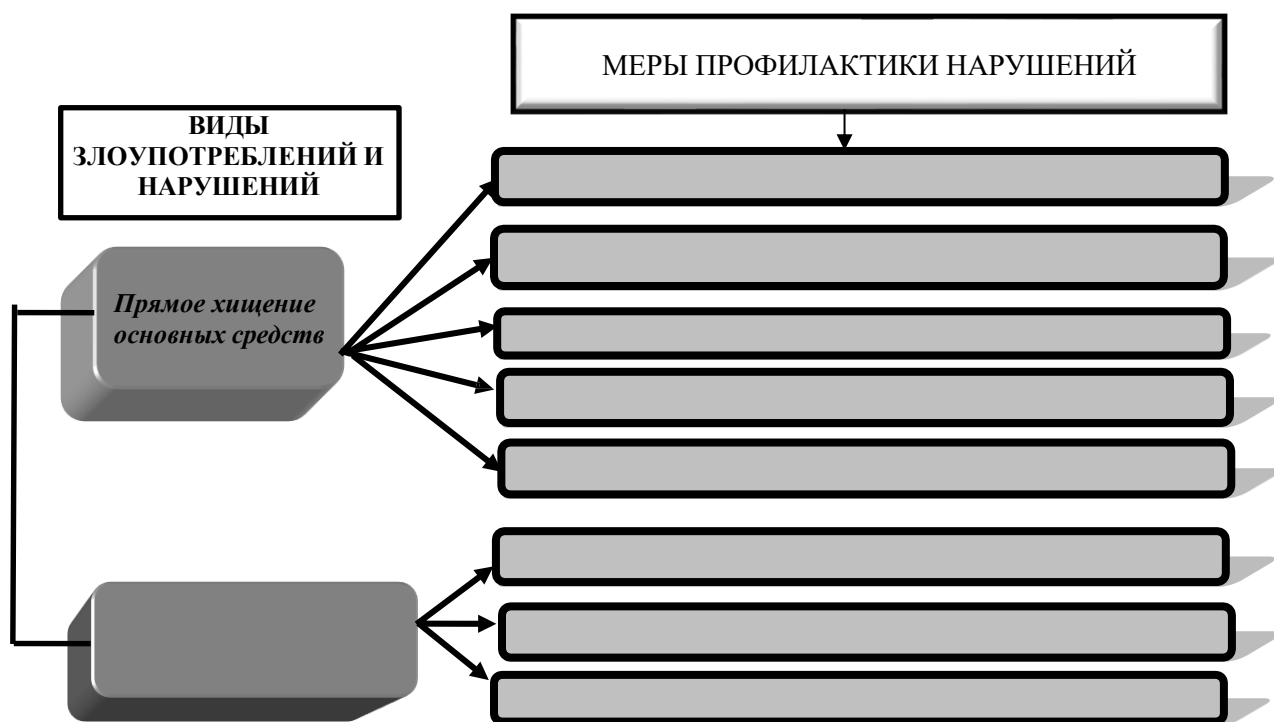 МЕРЫ ПРОФИЛАКТИКИ НАРУШЕНИЙ
ВИДЫ
ЗЛОУПОТРЕБЛЕНИЙ И
НАРУШЕНИЙ
Прямое хищение
основных средств